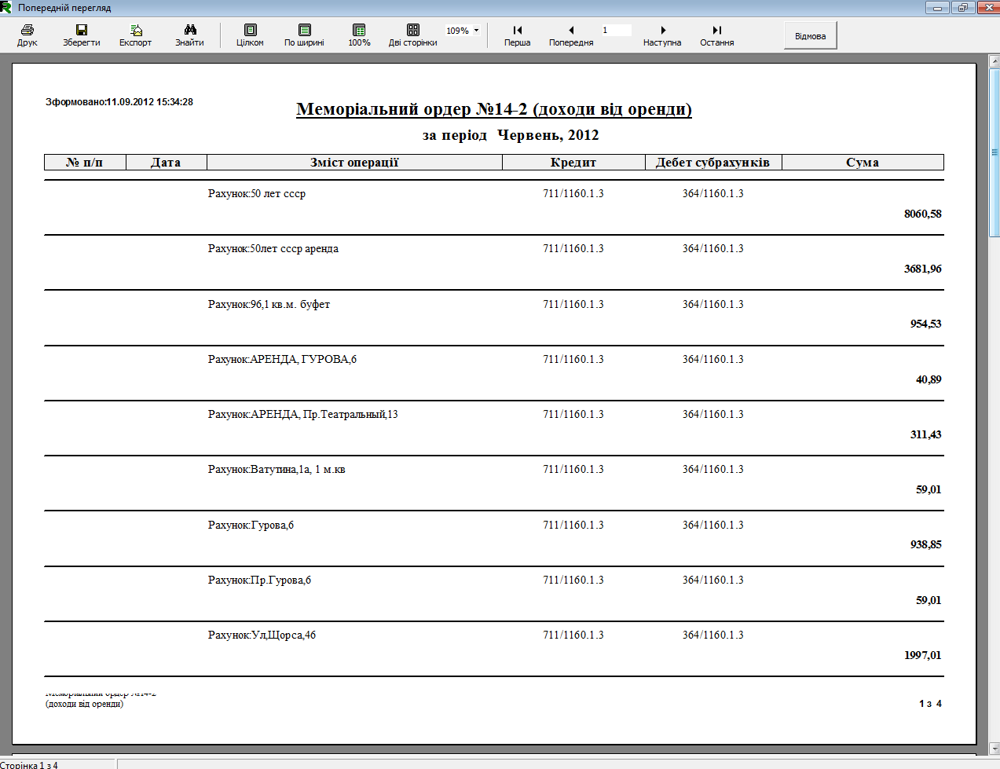 Попередній перегляд
Друк Зберегти Експорт Знайти Цілком По ширині 100% Дві сторінки 109% Перша Попередня 1 Наступна Остання Відмова
Зформовано:11.09.2012 15:34:28
Меморіальний ордер №14-2 (доходи від оренди)
за період Червень, 2012
№ п/п Дата Зміст операції Кредит Дебет субрахунків Сума
Рахунок:50 лет ссср 711/1160.1.3 364/1160.1.3
8060,58
Рахунок:50лет ссср аренда 711/1160.1.3 364/1160.1.3
3681,96
Рахунок:96,1 кв.м. буфет 711/1160.1.3 364/1160.1.3
954,53
Рахунок:АРЕНДА, ГУРОВА,6 711/1160.1.3 364/1160.1.3
40,89
Рахунок:АРЕНДА, Пр.Театральный,13 711/1160.1.3 364/1160.1.3
311,43
Рахунок:Ватутина,1а, 1 м.кв 711/1160.1.3 364/1160.1.3
59,01
Рахунок:Гурова,6 711/1160.1.3 364/1160.1.3
938,85
Рахунок:Пр.Гурова,6 711/1160.1.3 364/1160.1.3
59,01
Рахунок:Ул,Щорса,46 711/1160.1.3 364/1160.1.3
1997,01
Меморіальний ордер №14-2
(доходи від оренди) 1 з 4
Сторінка 1 з 4